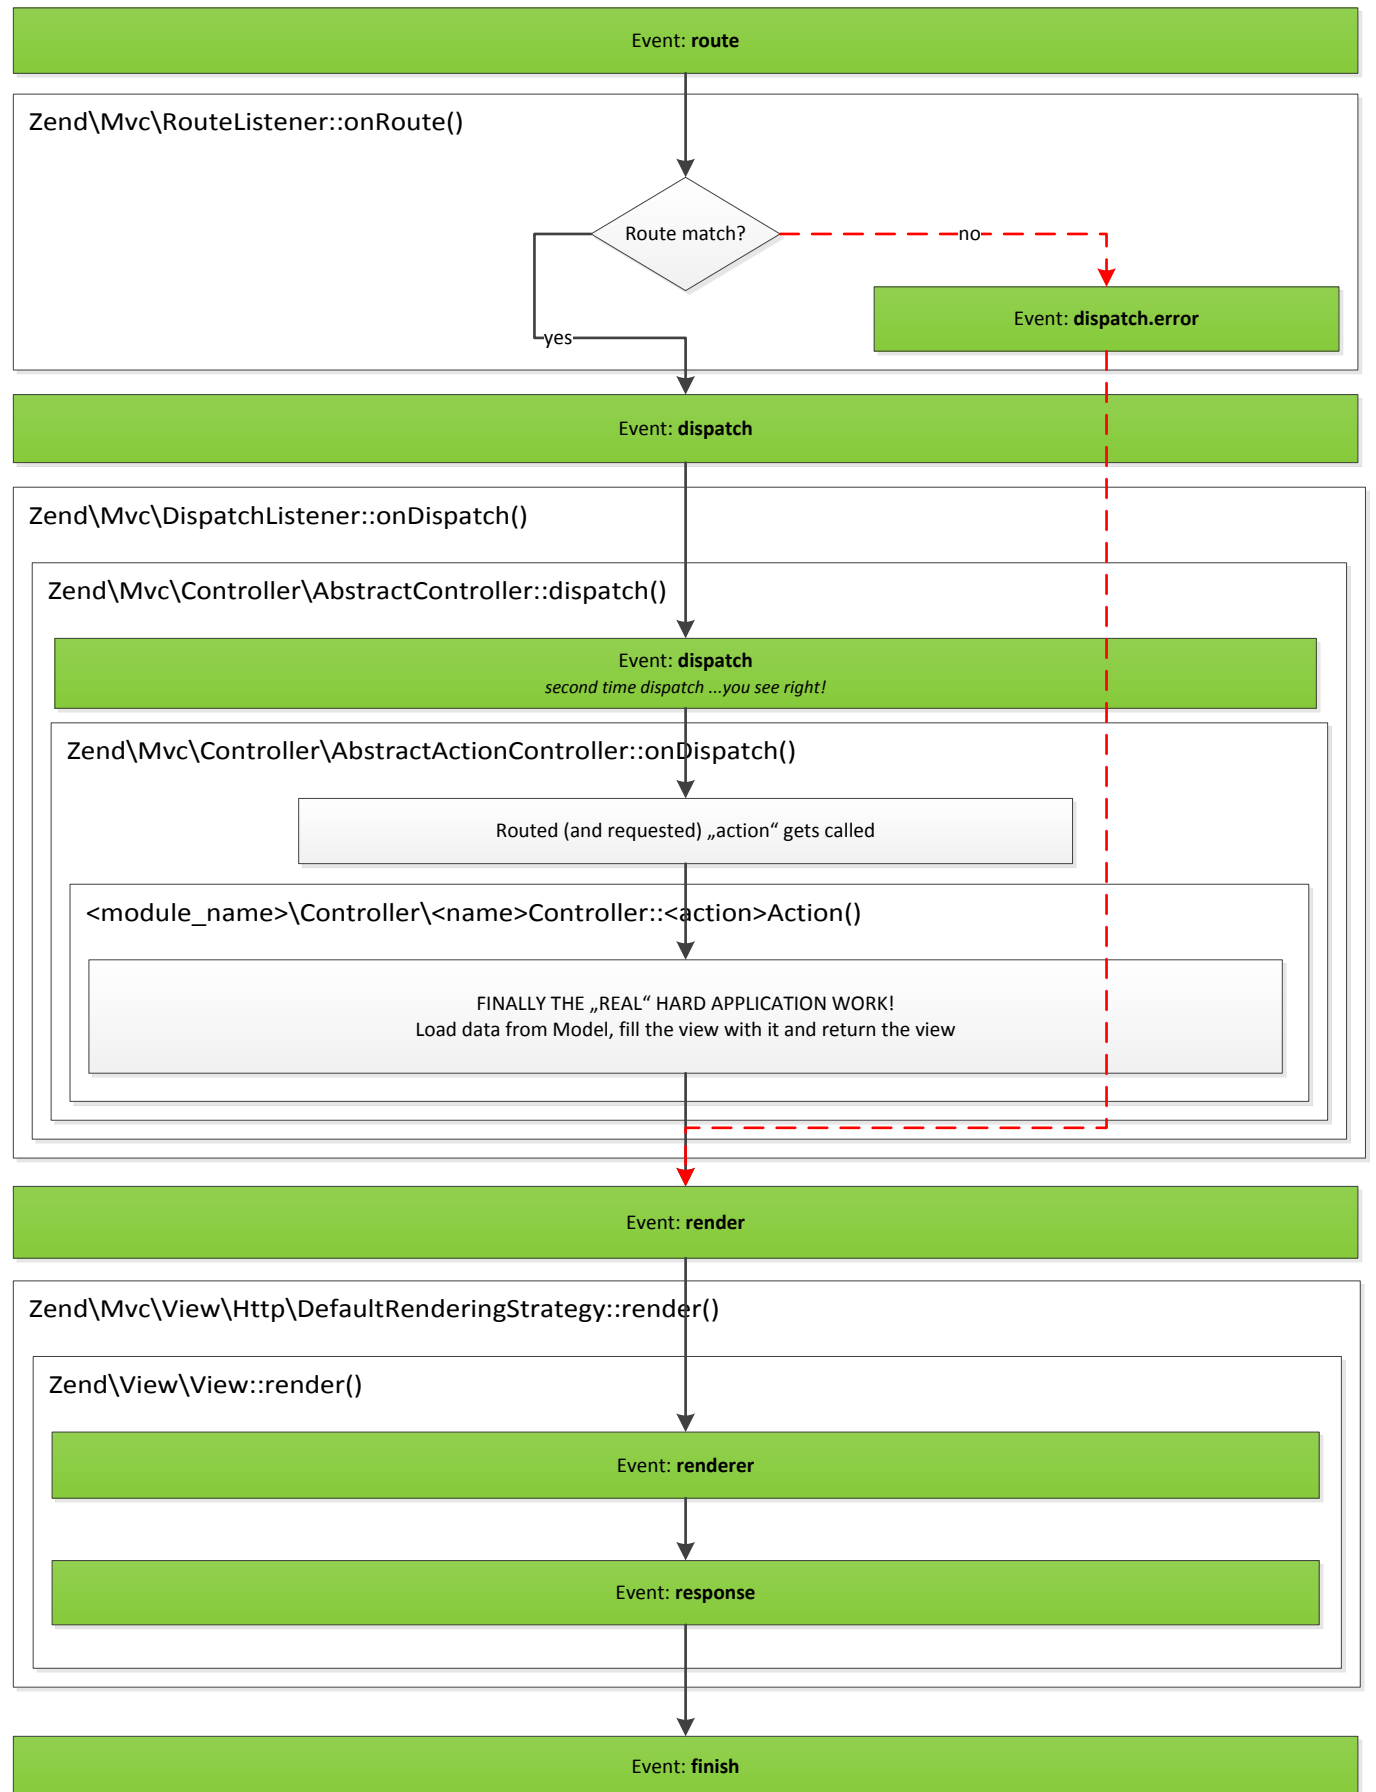 Event: route
Zend\Mvc\RouteListener::onRoute()
Route match?
no
Event: dispatch.error
yes
Event: dispatch
Zend\Mvc\DispatchListener::onDispatch()
Zend\Mvc\Controller\AbstractController::dispatch()
Event: dispatch
second time dispatch ...you see right!
Zend\Mvc\Controller\AbstractActionController::onDispatch()
Routed (and requested) „action“ gets called
<module_name>\Controller\<name>Controller::<action>Action()
FINALLY THE „REAL“ HARD APPLICATION WORK!
Load data from Model, fill the view with it and return the view
Event: render
Zend\Mvc\View\Http\DefaultRenderingStrategy::render()
Zend\View\View::render()
Event: renderer
Event: response
Event: finish